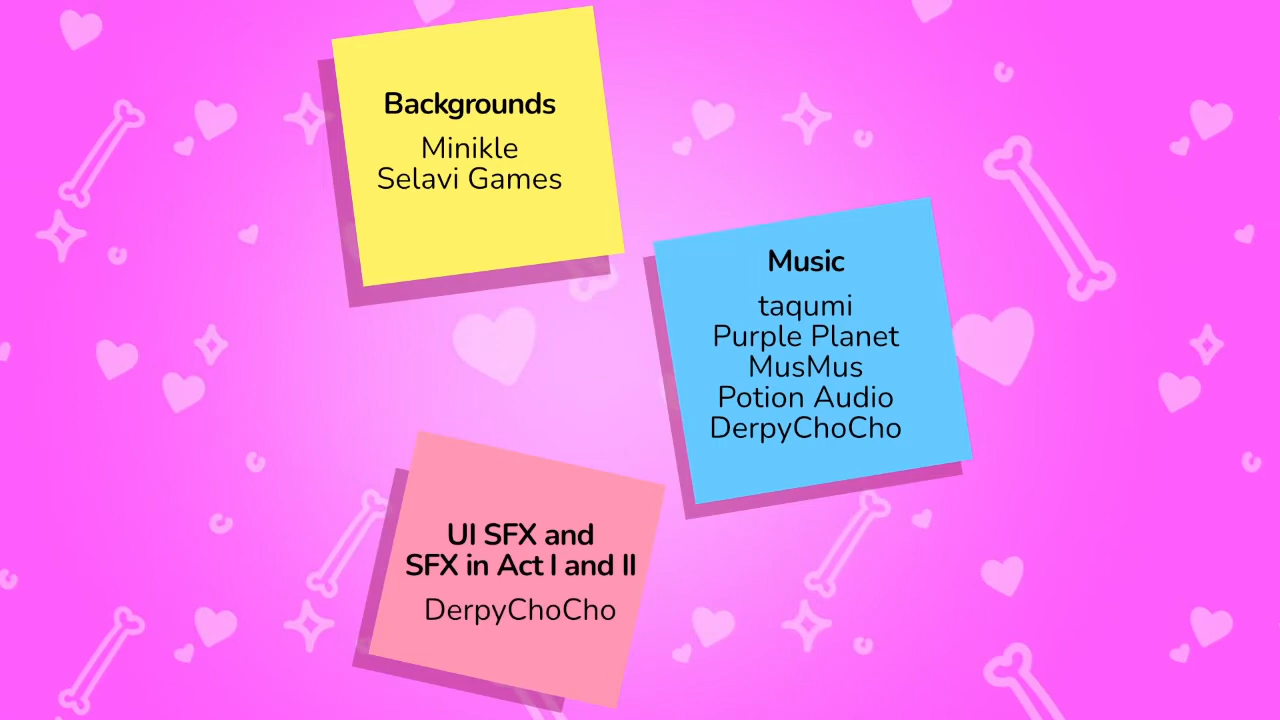 Backgrounds
Minikle
Selavi Games
Music
taqumi
Purple Planet
MusMus
Potion Audio
DerpyChoCho
UI SFX and
SFX in Act I and II
DerpyChoCho